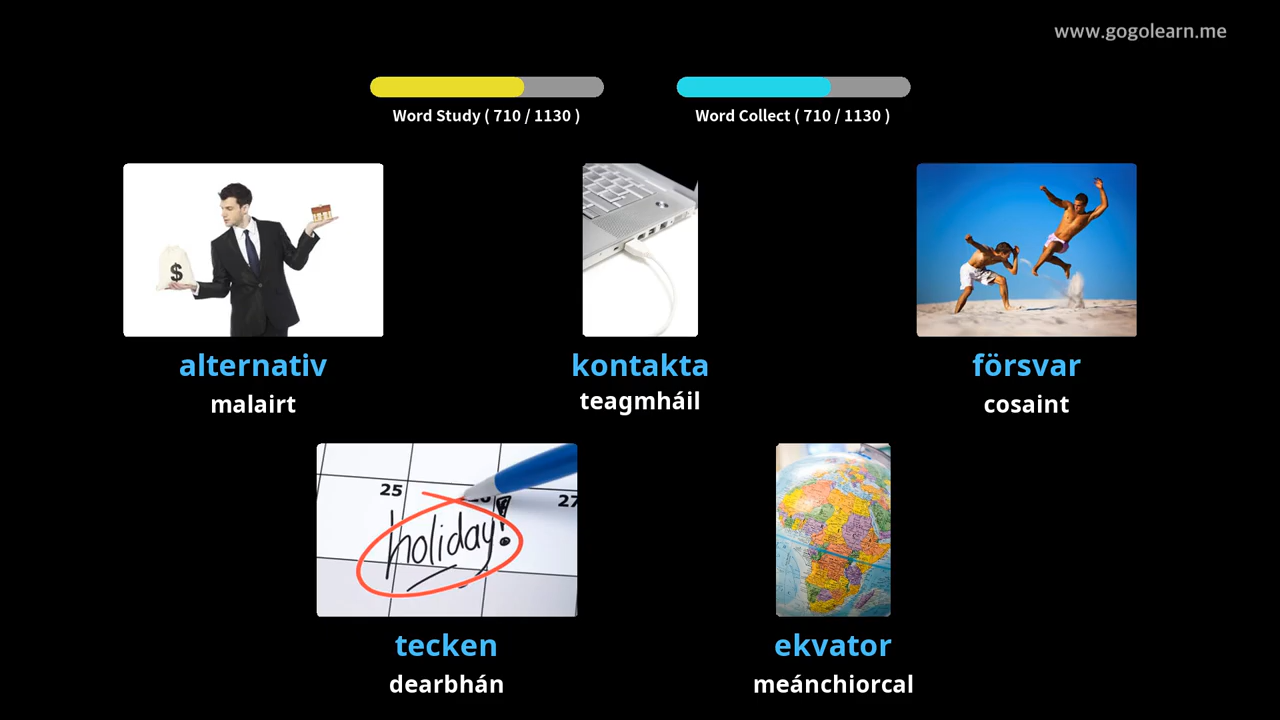 www.gogolearn.me
Word Study ( 710 / 1130 )
Word Collect ( 710 / 1130 )
$
alternativ
kontakta
försvar
malairt
teagmháil
cosaint
25
27
holiday!
tecken
ekvator
dearbhán
meánchiorcal